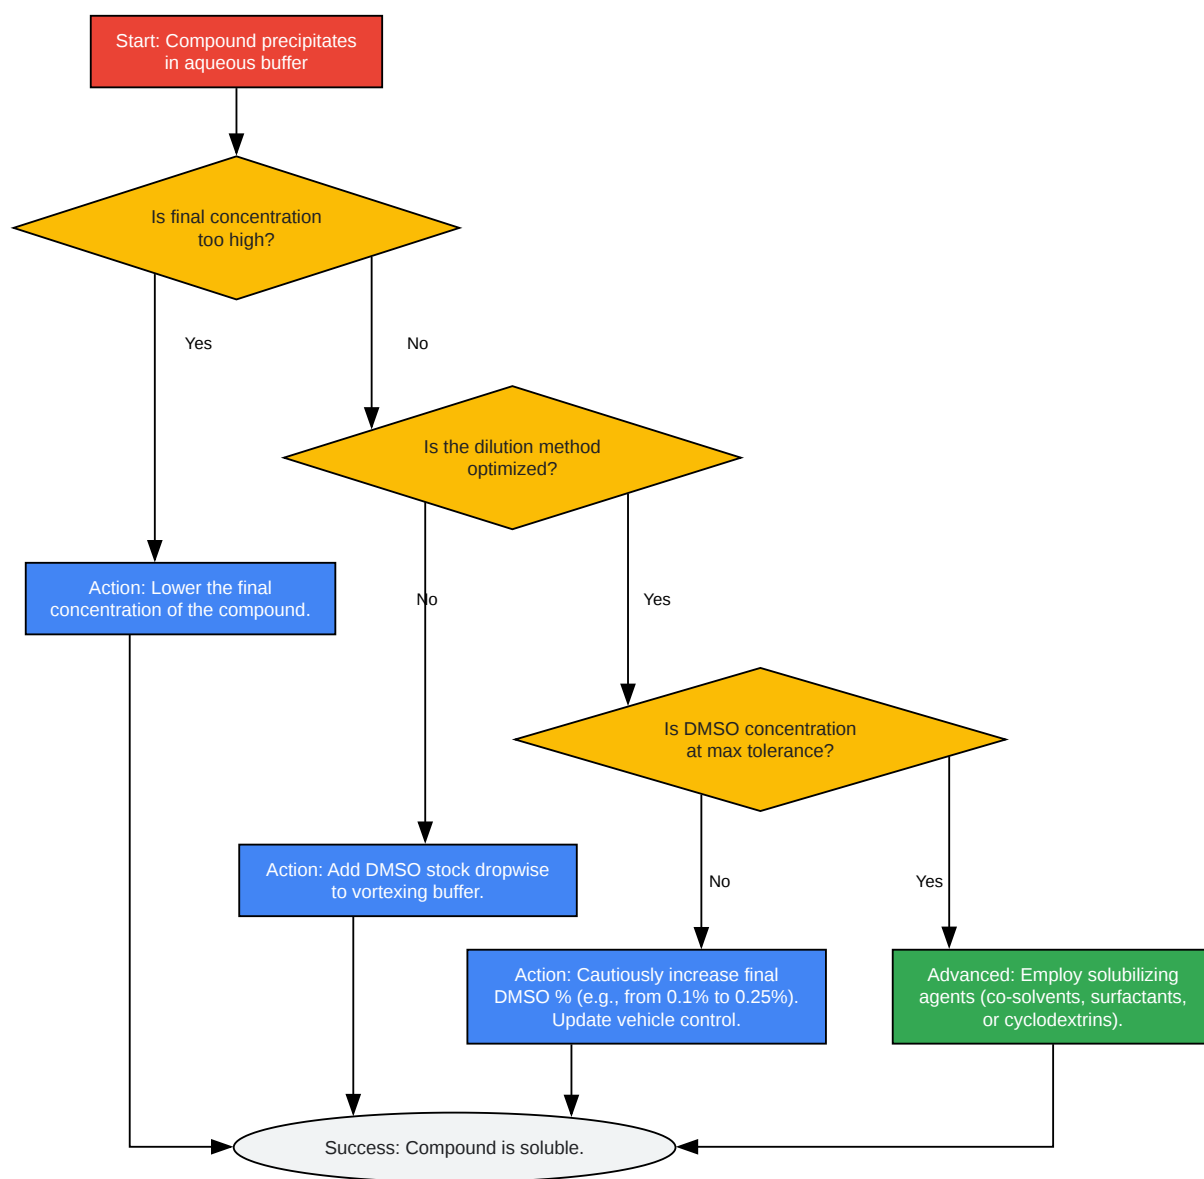 Start: Compound precipitates
in aqueous buffer
Is final concentration
too high?
Yes
No
Is the dilution method
optimized?
Action: Lower the final
concentration of the compound.
No
Yes
Is DMSO concentration
at max tolerance?
Action: Add DMSO stock dropwise
to vortexing buffer.
No
Yes
Action: Cautiously increase final
DMSO % (e.g., from 0.1% to 0.25%).
Update vehicle control.
Advanced: Employ solubilizing
agents (co-solvents, surfactants,
or cyclodextrins).
Success: Compound is soluble.